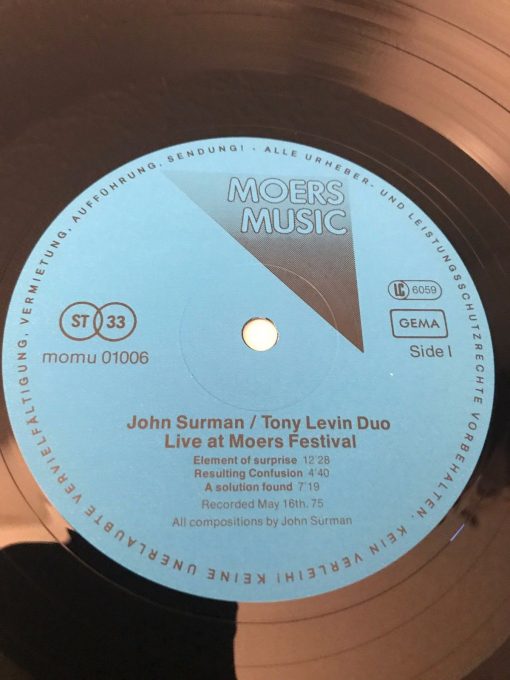 ALLE URHEBER- UND LEISTUNGSSCHUTZRECHTE VORBEHALTEN. KEIN VERLEIH! KEINE UNERLAUBTE VERVIELFÄLTIGUNG, VERMIETUNG, AUFFÜHRUNG, SENDUNG! -
MOERS
MUSIC
ST 33
LC 6059
GEMA
momu 01006
Side I
John Surman / Tony Levin Duo
Live at Moers Festival
Element of surprise 12'28
Resulting Confusion 4'40
A solution found 7'19
Recorded May 16th. 75
All compositions by John Surman